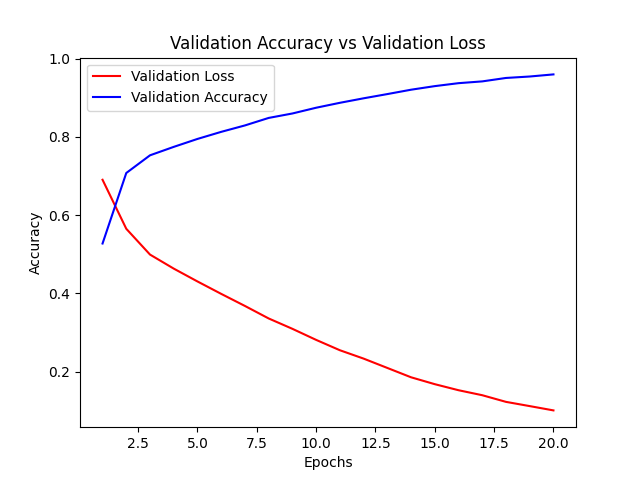 Validation Accuracy vs Validation Loss
Validation Loss
Validation Accuracy
1.0
0.8
0.6
0.4
0.2
Accuracy
2.5 5.0 7.5 10.0 12.5 15.0 17.5 20.0
Epochs